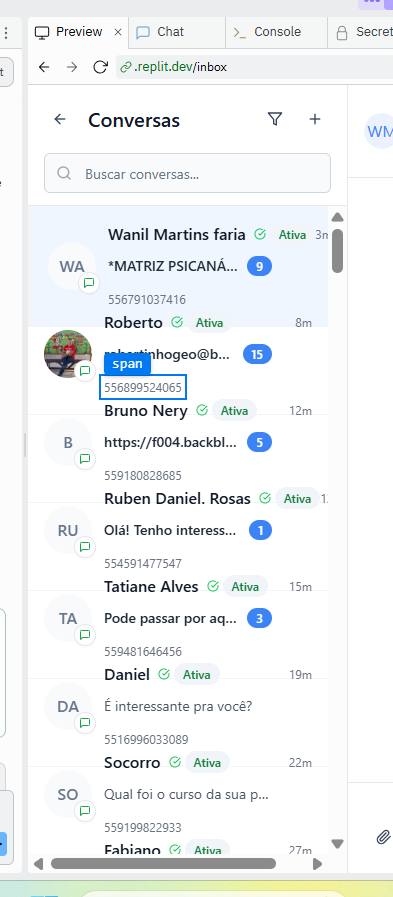 Preview × Chat Console Secret
.replit.dev/inbox
Conversas
Buscar conversas...
WM
Wanil Martins faria Ativa 3m
WA
*MATRIZ PSICANÁ... 9
556791037416
Roberto Ativa 8m
robertinhogeo@b... 15
span
556899524065
Bruno Nery Ativa 12m
B
https://f004.backbl... 5
559180828685
Ruben Daniel. Rosas Ativa 1
RU
Olá! Tenho interess... 1
554591477547
Tatiane Alves Ativa 15m
TA
Pode passar por aq... 3
559481646456
Daniel Ativa 19m
DA
É interessante pra você?
5516996033089
Socorro Ativa 22m
SO
Qual foi o curso da sua p...
559199822933
Fabiano Ativa 27m